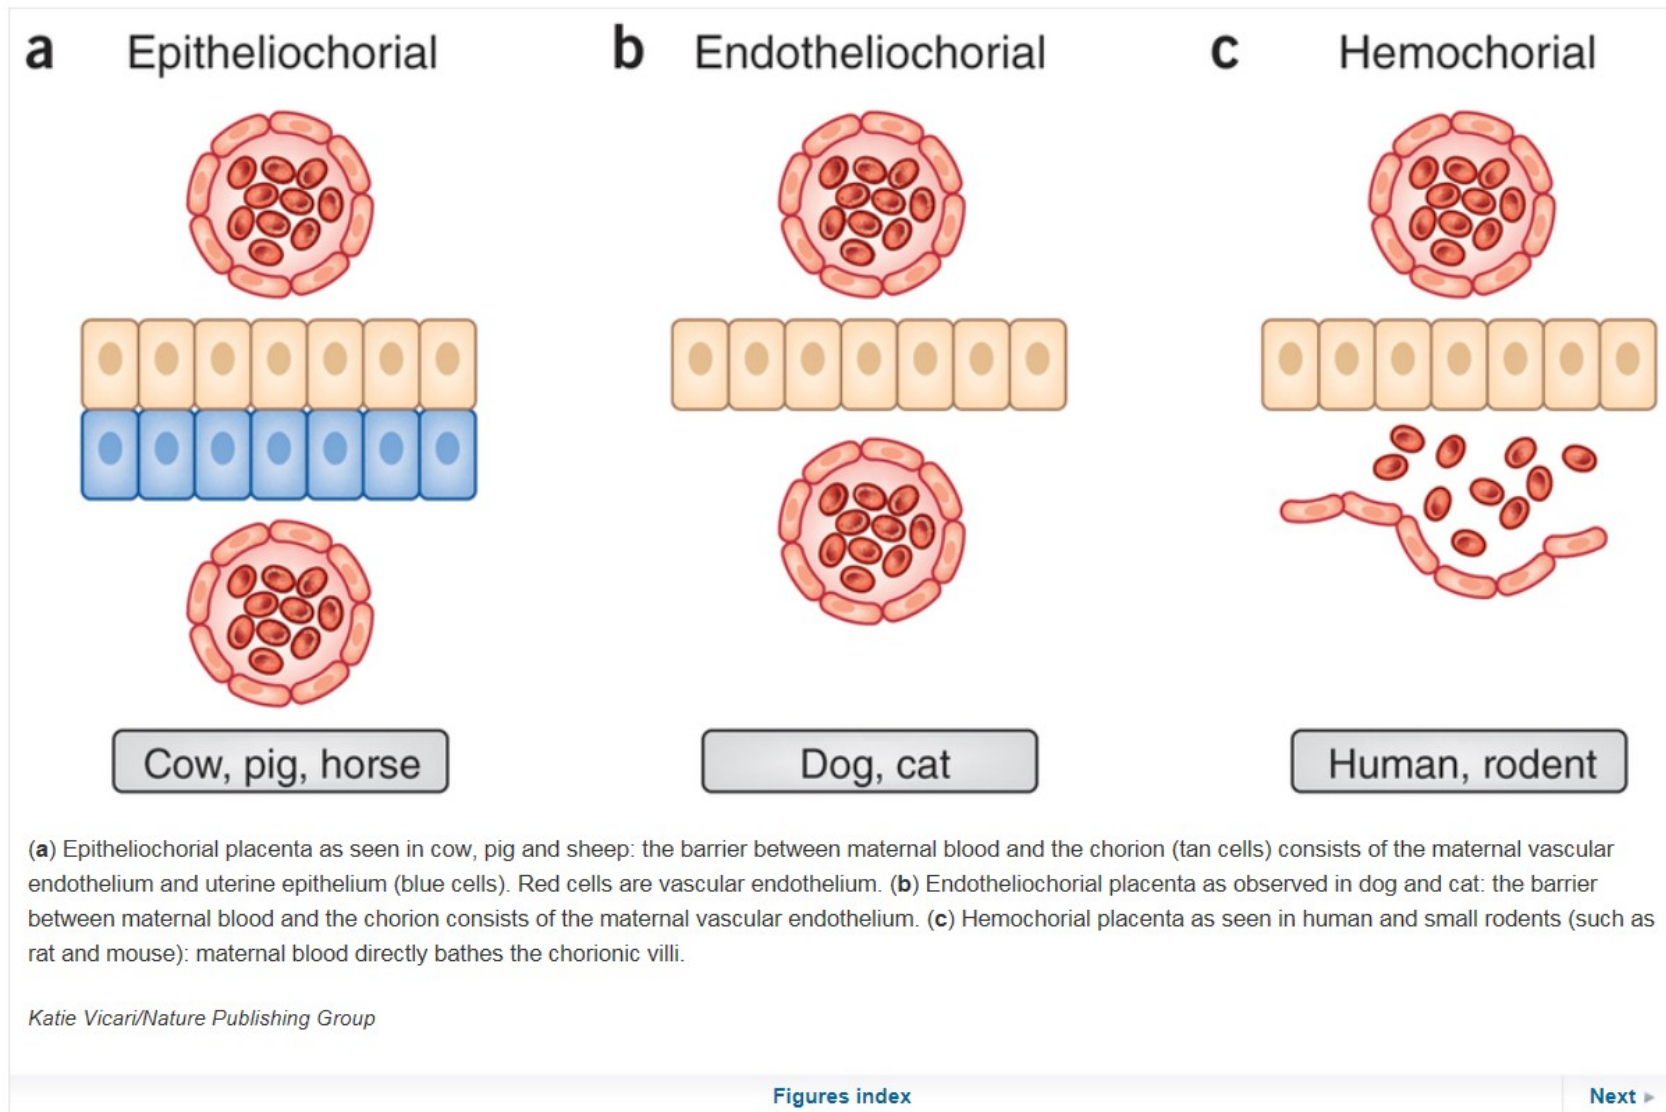 a Epitheliochorial
b Endotheliochorial
c Hemochorial
Cow, pig, horse
Dog, cat
Human, rodent
(a) Epitheliochorial placenta as seen in cow, pig and sheep: the barrier between maternal blood and the chorion (tan cells) consists of the maternal vascular
endothelium and uterine epithelium (blue cells). Red cells are vascular endothelium. (b) Endotheliochorial placenta as observed in dog and cat: the barrier
between maternal blood and the chorion consists of the maternal vascular endothelium. (c) Hemochorial placenta as seen in human and small rodents (such as
rat and mouse): maternal blood directly bathes the chorionic villi.
Katie Vicari/Nature Publishing Group
Figures index
Next ▸